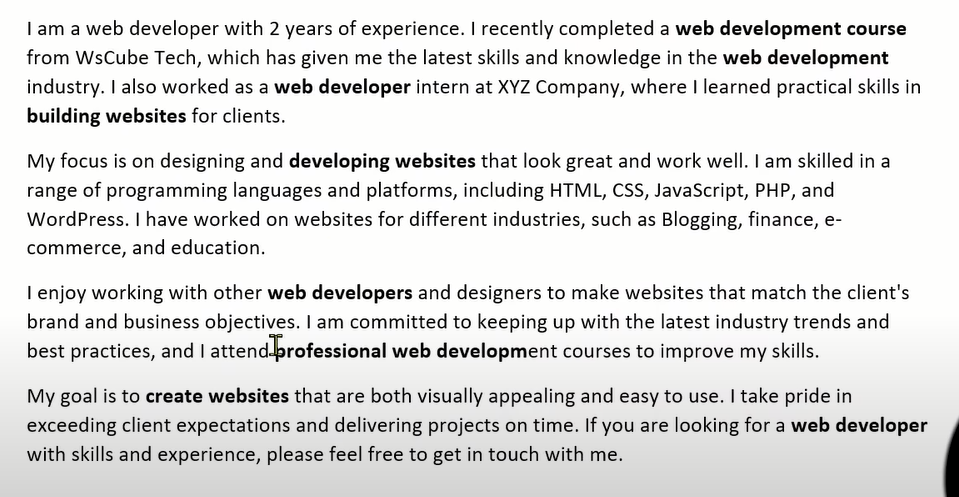 I am a web developer with 2 years of experience. I recently completed a web development course
from WsCube Tech, which has given me the latest skills and knowledge in the web development
industry. I also worked as a web developer intern at XYZ Company, where I learned practical skills in
building websites for clients.
My focus is on designing and developing websites that look great and work well. I am skilled in a
range of programming languages and platforms, including HTML, CSS, JavaScript, PHP, and
WordPress. I have worked on websites for different industries, such as Blogging, finance, e-
commerce, and education.
I enjoy working with other web developers and designers to make websites that match the client's
brand and business objectives. I am committed to keeping up with the latest industry trends and
best practices, and I attend professional web development courses to improve my skills.
My goal is to create websites that are both visually appealing and easy to use. I take pride in
exceeding client expectations and delivering projects on time. If you are looking for a web developer
with skills and experience, please feel free to get in touch with me.